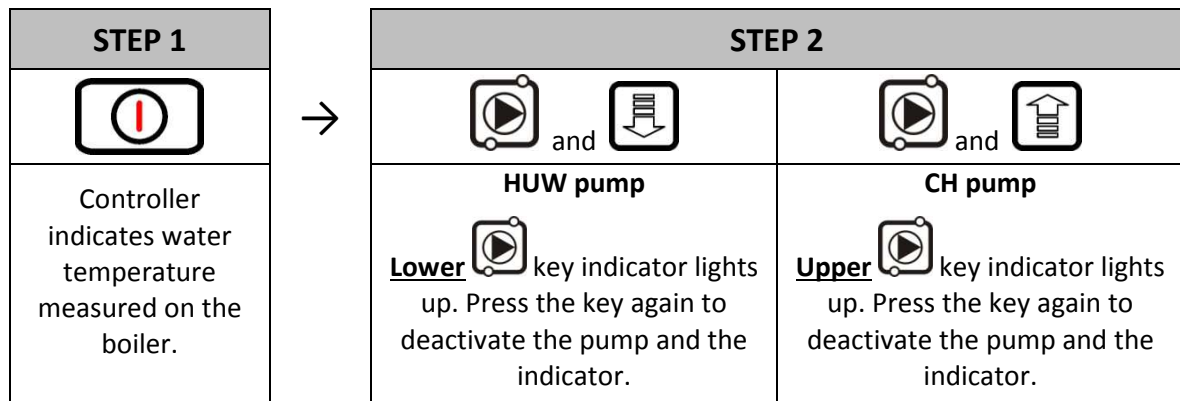 STEP 1
→
STEP 2
and
and
Controller
indicates water
temperature
measured on the
boiler.
HUW pump
Lower key indicator lights
up. Press the key again to
deactivate the pump and the
indicator.
CH pump
Upper key indicator lights
up. Press the key again to
deactivate the pump and the
indicator.